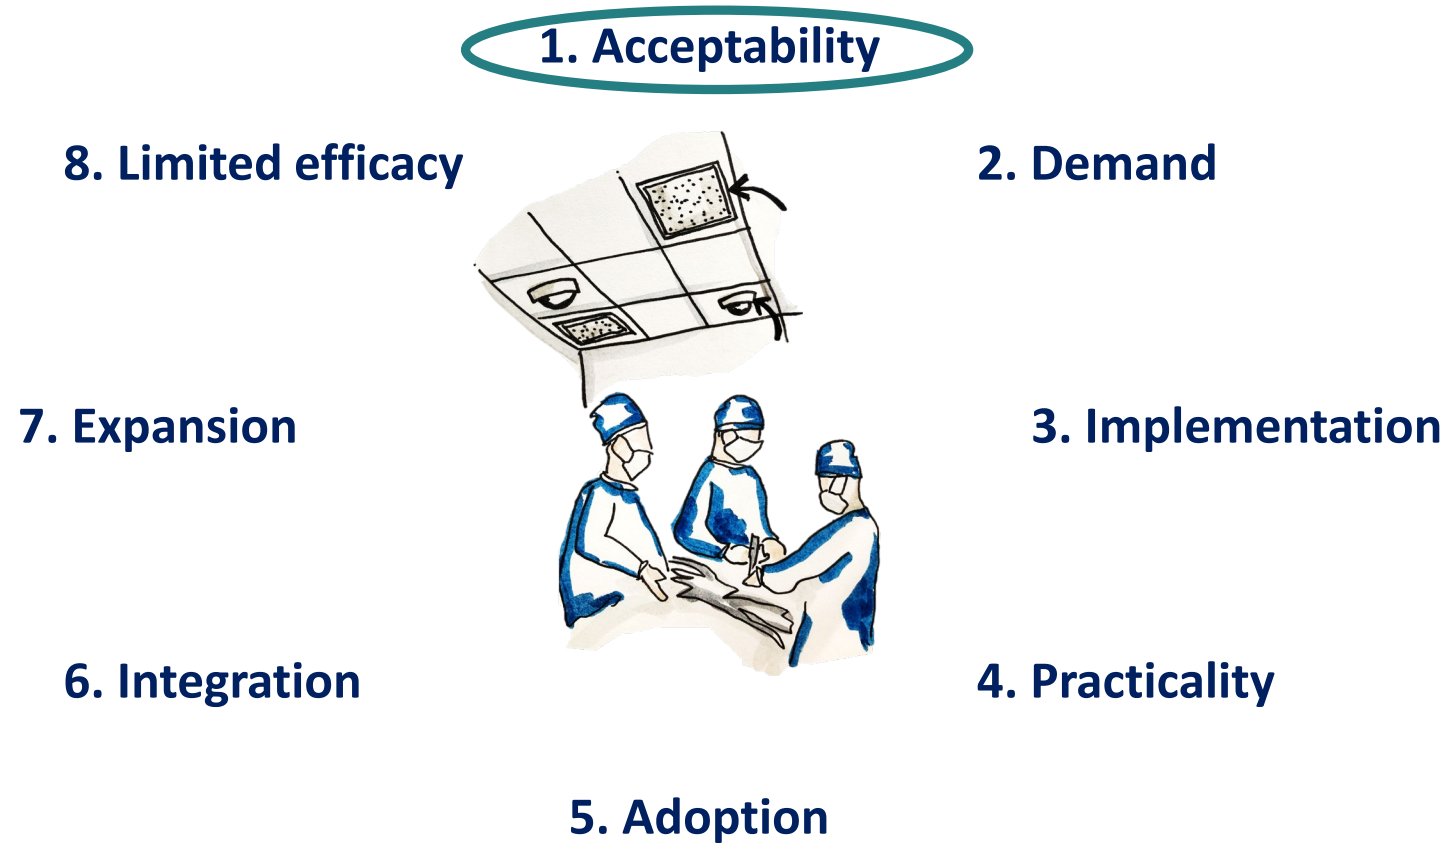 1. Acceptability
2. Demand
3. Implementation
4. Practicality
5. Adoption
6. Integration
7. Expansion
8. Limited efficacy